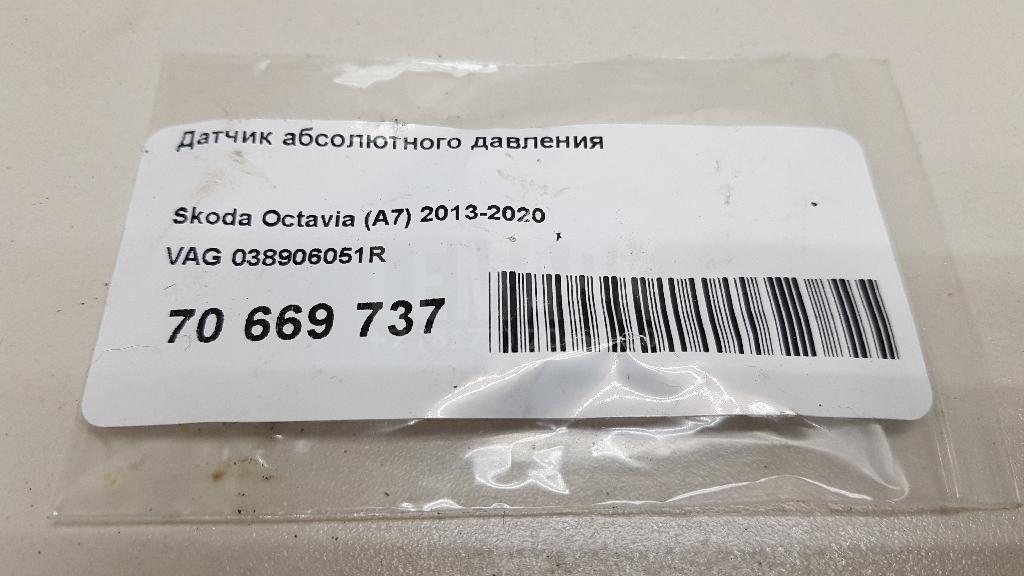 Датчик абсолютного давления
Skoda Octavia (A7) 2013-2020
VAG 038906051R
70 669 737